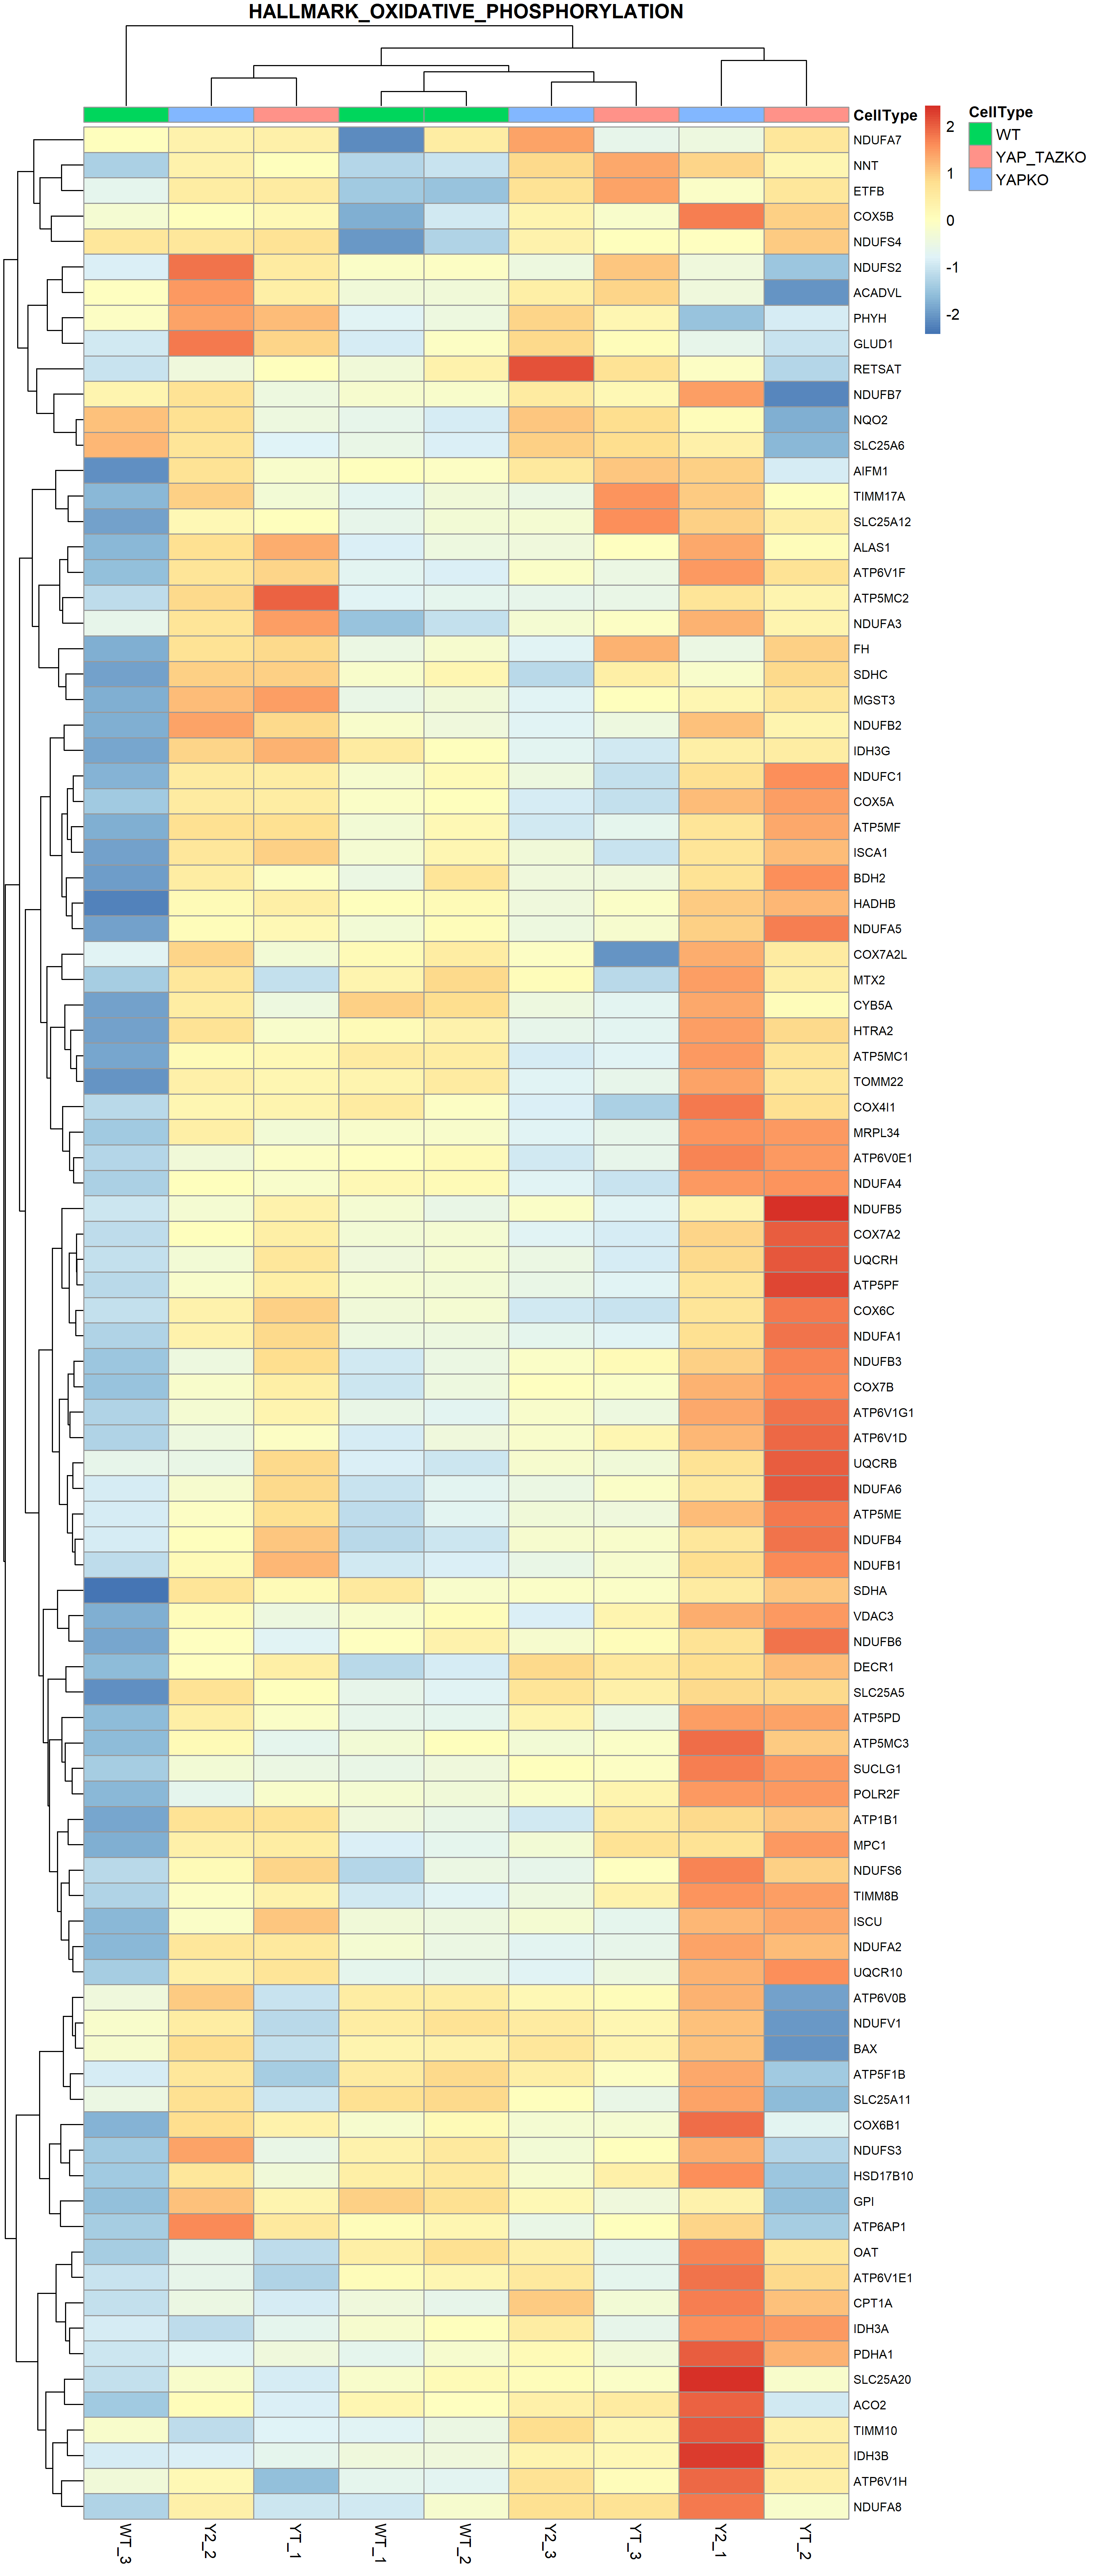 HALLMARK_OXIDATIVE_PHOSPHORYLATION
CellType
NDUFA7
NNT
ETFB
COX5B
NDUFS4
NDUFS2
ACADVL
PHYH
GLUD1
RETSAT
NDUFB7
NQO2
SLC25A6
AIFM1
TIMM17A
SLC25A12
ALAS1
ATP6V1F
ATP5MC2
NDUFA3
FH
SDHC
MGST3
NDUFB2
IDH3G
NDUFC1
COX5A
ATP5MF
ISCA1
BDH2
HADHB
NDUFA5
COX7A2L
MTX2
CYB5A
HTRA2
ATP5MC1
TOMM22
COX4I1
MRPL34
ATP6V0E1
NDUFA4
NDUFB5
COX7A2
UQCRH
ATP5PF
COX6C
NDUFA1
NDUFB3
COX7B
ATP6V1G1
ATP6V1D
UQCRB
NDUFA6
ATP5ME
NDUFB4
NDUFB1
SDHA
VDAC3
NDUFB6
DECR1
SLC25A5
ATP5PD
ATP5MC3
SUCLG1
POLR2F
ATP1B1
MPC1
NDUFS6
TIMM8B
ISCU
NDUFA2
UQCR10
ATP6V0B
NDUFV1
BAX
ATP5F1B
SLC25A11
COX6B1
NDUFS3
HSD17B10
GPI
ATP6AP1
OAT
ATP6V1E1
CPT1A
IDH3A
PDHA1
SLC25A20
ACO2
TIMM10
IDH3B
ATP6V1H
NDUFA8
WT_3
Y2_2
YT_1
WT_1
WT_2
Y2_3
YT_3
Y2_1
YT_2
2
1
0
-1
-2
CellType
WT
YAP_TAZKO
YAPKO